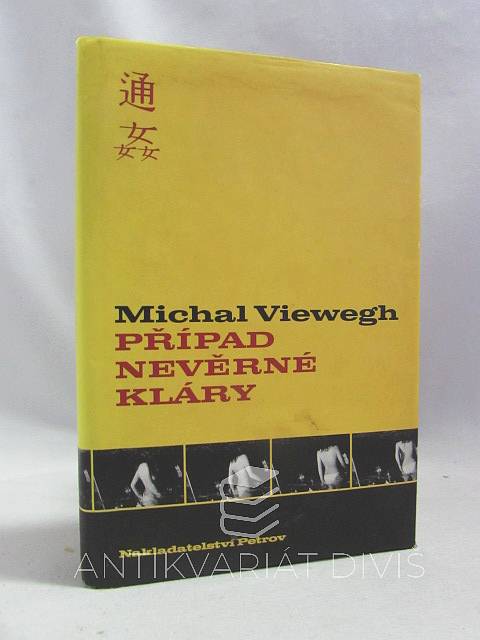 通
姦
Michal Viewegh
PŘÍPAD
NEVĚRNÉ
KLÁRY
Nakladatelství Petrov
ANTIKVARIÁT DIVIŠ